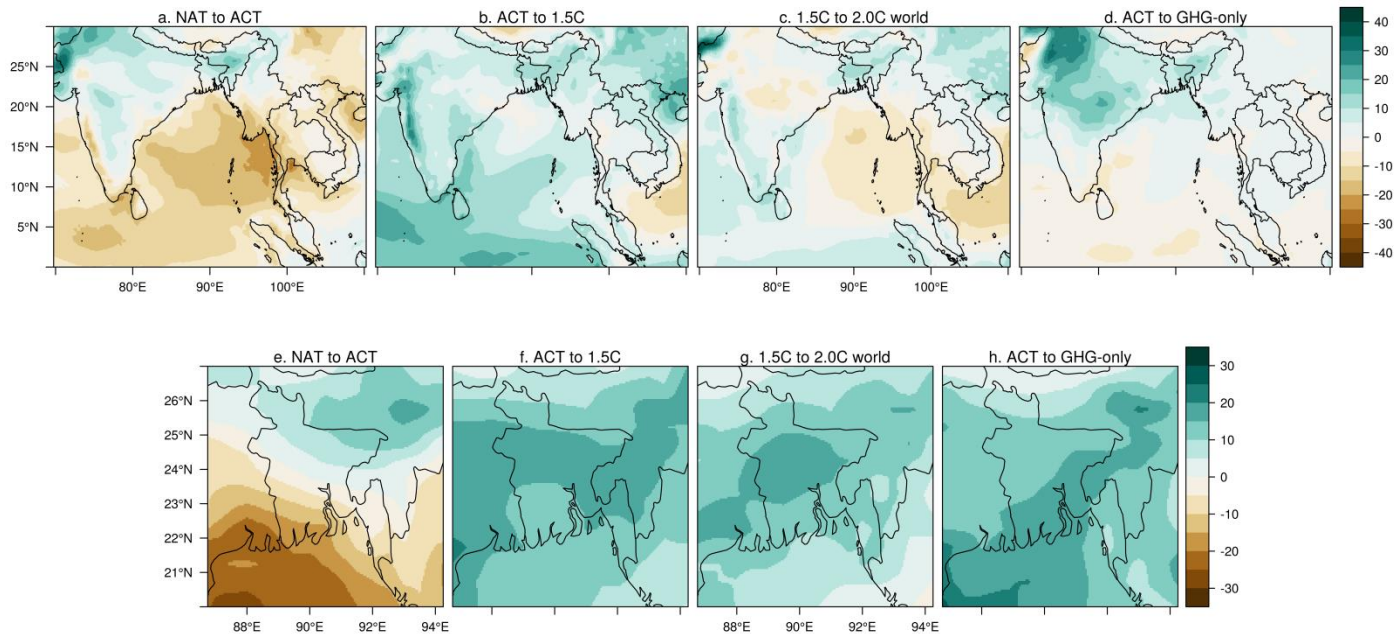 a. NAT to ACT
b. ACT to 1.5C
c. 1.5C to 2.0C world
d. ACT to GHG-only
25°N
20°N
15°N
10°N
5°N
80°E
90°E
100°E
80°E
90°E
100°E
40
30
20
10
0
-10
-20
-30
-40
e. NAT to ACT
f. ACT to 1.5C
g. 1.5C to 2.0C world
h. ACT to GHG-only
26°N
25°N
24°N
23°N
22°N
21°N
88°E
90°E
92°E
94°E
88°E
90°E
92°E
94°E
30
20
10
0
-10
-20
-30